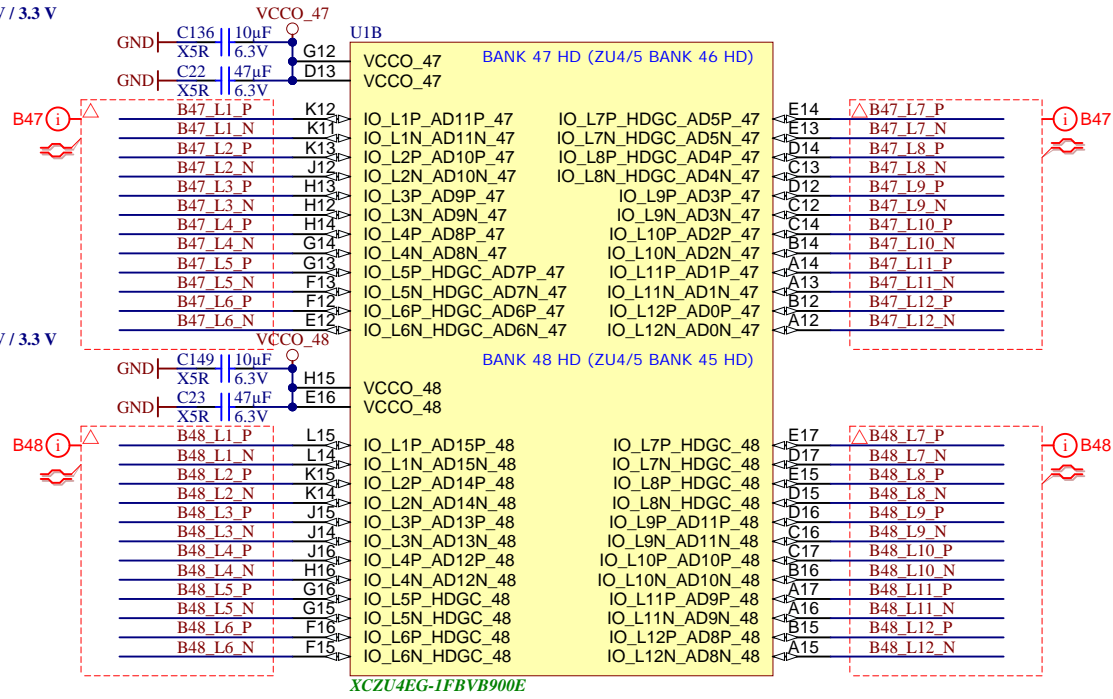 V / 3.3 V
VCCO_47
GND C136 10µF X5R 6.3V G12 U1B
GND C22 47µF X5R 6.3V D13
VCCO_47
VCCO_47
BANK 47 HD (ZU4/5 BANK 46 HD)
B47 i
i B47
B47_L1_P K12 IO_L1P_AD11P_47 IO_L7P_HDGC_AD5P_47 E14 B47_L7_P
B47_L1_N K11 IO_L1N_AD11N_47 IO_L7N_HDGC_AD5N_47 E13 B47_L7_N
B47_L2_P K13 IO_L2P_AD10P_47 IO_L8P_HDGC_AD4P_47 D14 B47_L8_P
B47_L2_N J12 IO_L2N_AD10N_47 IO_L8N_HDGC_AD4N_47 C13 B47_L8_N
B47_L3_P H13 IO_L3P_AD9P_47 IO_L9P_AD3P_47 D12 B47_L9_P
B47_L3_N H12 IO_L3N_AD9N_47 IO_L9N_AD3N_47 C12 B47_L9_N
B47_L4_P H14 IO_L4P_AD8P_47 IO_L10P_AD2P_47 C14 B47_L10_P
B47_L4_N G14 IO_L4N_AD8N_47 IO_L10N_AD2N_47 B14 B47_L10_N
B47_L5_P G13 IO_L5P_HDGC_AD7P_47 IO_L11P_AD1P_47 A14 B47_L11_P
B47_L5_N F13 IO_L5N_HDGC_AD7N_47 IO_L11N_AD1N_47 A13 B47_L11_N
B47_L6_P F12 IO_L6P_HDGC_AD6P_47 IO_L12P_AD0P_47 B12 B47_L12_P
B47_L6_N E12 IO_L6N_HDGC_AD6N_47 IO_L12N_AD0N_47 A12 B47_L12_N
V / 3.3 V
VCCO_48
GND C149 10µF X5R 6.3V H15
GND C23 47µF X5R 6.3V E16
VCCO_48
VCCO_48
BANK 48 HD (ZU4/5 BANK 45 HD)
B48 i
i B48
B48_L1_P L15 IO_L1P_AD15P_48 IO_L7P_HDGC_48 E17 B48_L7_P
B48_L1_N L14 IO_L1N_AD15N_48 IO_L7N_HDGC_48 D17 B48_L7_N
B48_L2_P K15 IO_L2P_AD14P_48 IO_L8P_HDGC_48 E15 B48_L8_P
B48_L2_N K14 IO_L2N_AD14N_48 IO_L8N_HDGC_48 D15 B48_L8_N
B48_L3_P J15 IO_L3P_AD13P_48 IO_L9P_AD11P_48 D16 B48_L9_P
B48_L3_N J14 IO_L3N_AD13N_48 IO_L9N_AD11N_48 C16 B48_L9_N
B48_L4_P J16 IO_L4P_AD12P_48 IO_L10P_AD10P_48 C17 B48_L10_P
B48_L4_N H16 IO_L4N_AD12N_48 IO_L10N_AD10N_48 B16 B48_L10_N
B48_L5_P G16 IO_L5P_HDGC_48 IO_L11P_AD9P_48 A17 B48_L11_P
B48_L5_N G15 IO_L5N_HDGC_48 IO_L11N_AD9N_48 A16 B48_L11_N
B48_L6_P F16 IO_L6P_HDGC_48 IO_L12P_AD8P_48 B15 B48_L12_P
B48_L6_N F15 IO_L6N_HDGC_48 IO_L12N_AD8N_48 A15 B48_L12_N
XCZU4EG-1FBVB900E